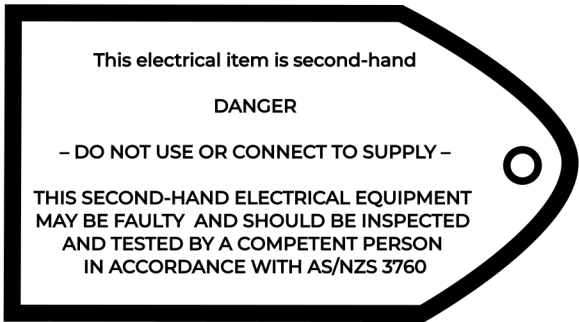 This electrical item is second-hand
DANGER
– DO NOT USE OR CONNECT TO SUPPLY –
THIS SECOND-HAND ELECTRICAL EQUIPMENT
MAY BE FAULTY AND SHOULD BE INSPECTED
AND TESTED BY A COMPETENT PERSON
IN ACCORDANCE WITH AS/NZS 3760